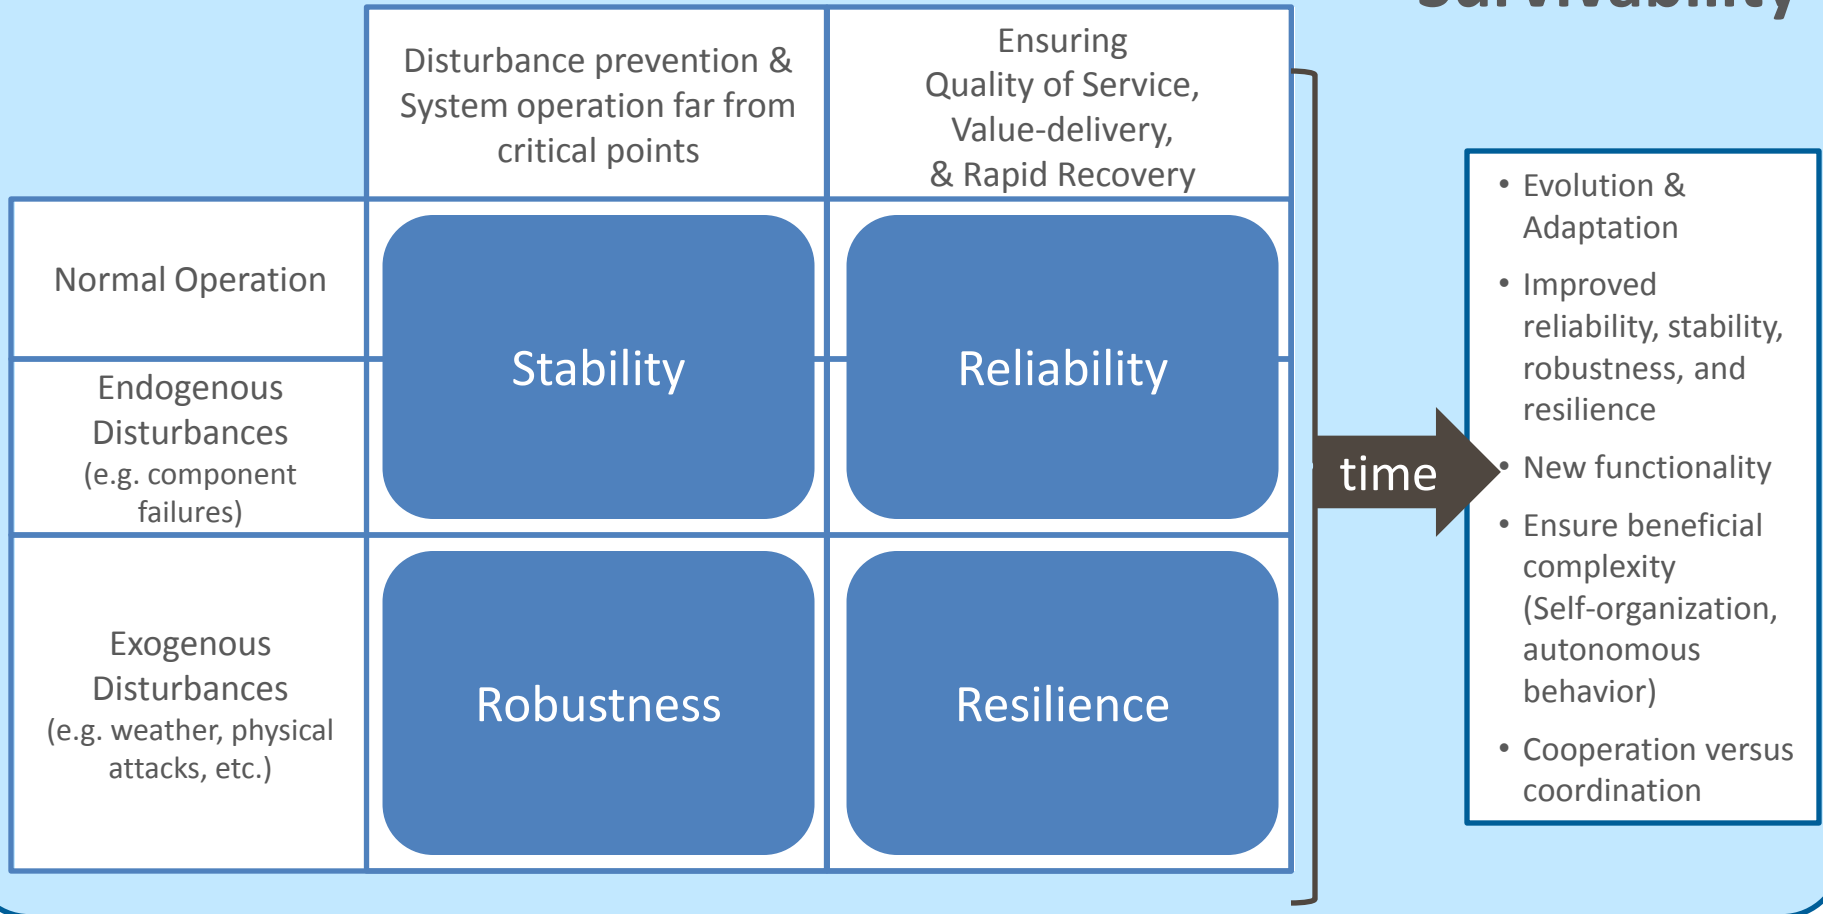 Survivability
Disturbance prevention &
System operation far from
critical points
Ensuring
Quality of Service,
Value-delivery,
& Rapid Recovery
Normal Operation
Stability
Reliability
Endogenous
Disturbances
(e.g. component
failures)
Exogenous
Disturbances
(e.g. weather, physical
attacks, etc.)
Robustness
Resilience
time
• Evolution &
Adaptation
• Improved
reliability, stability,
robustness, and
resilience
• New functionality
• Ensure beneficial
complexity
(Self-organization,
autonomous
behavior)
• Cooperation versus
coordination